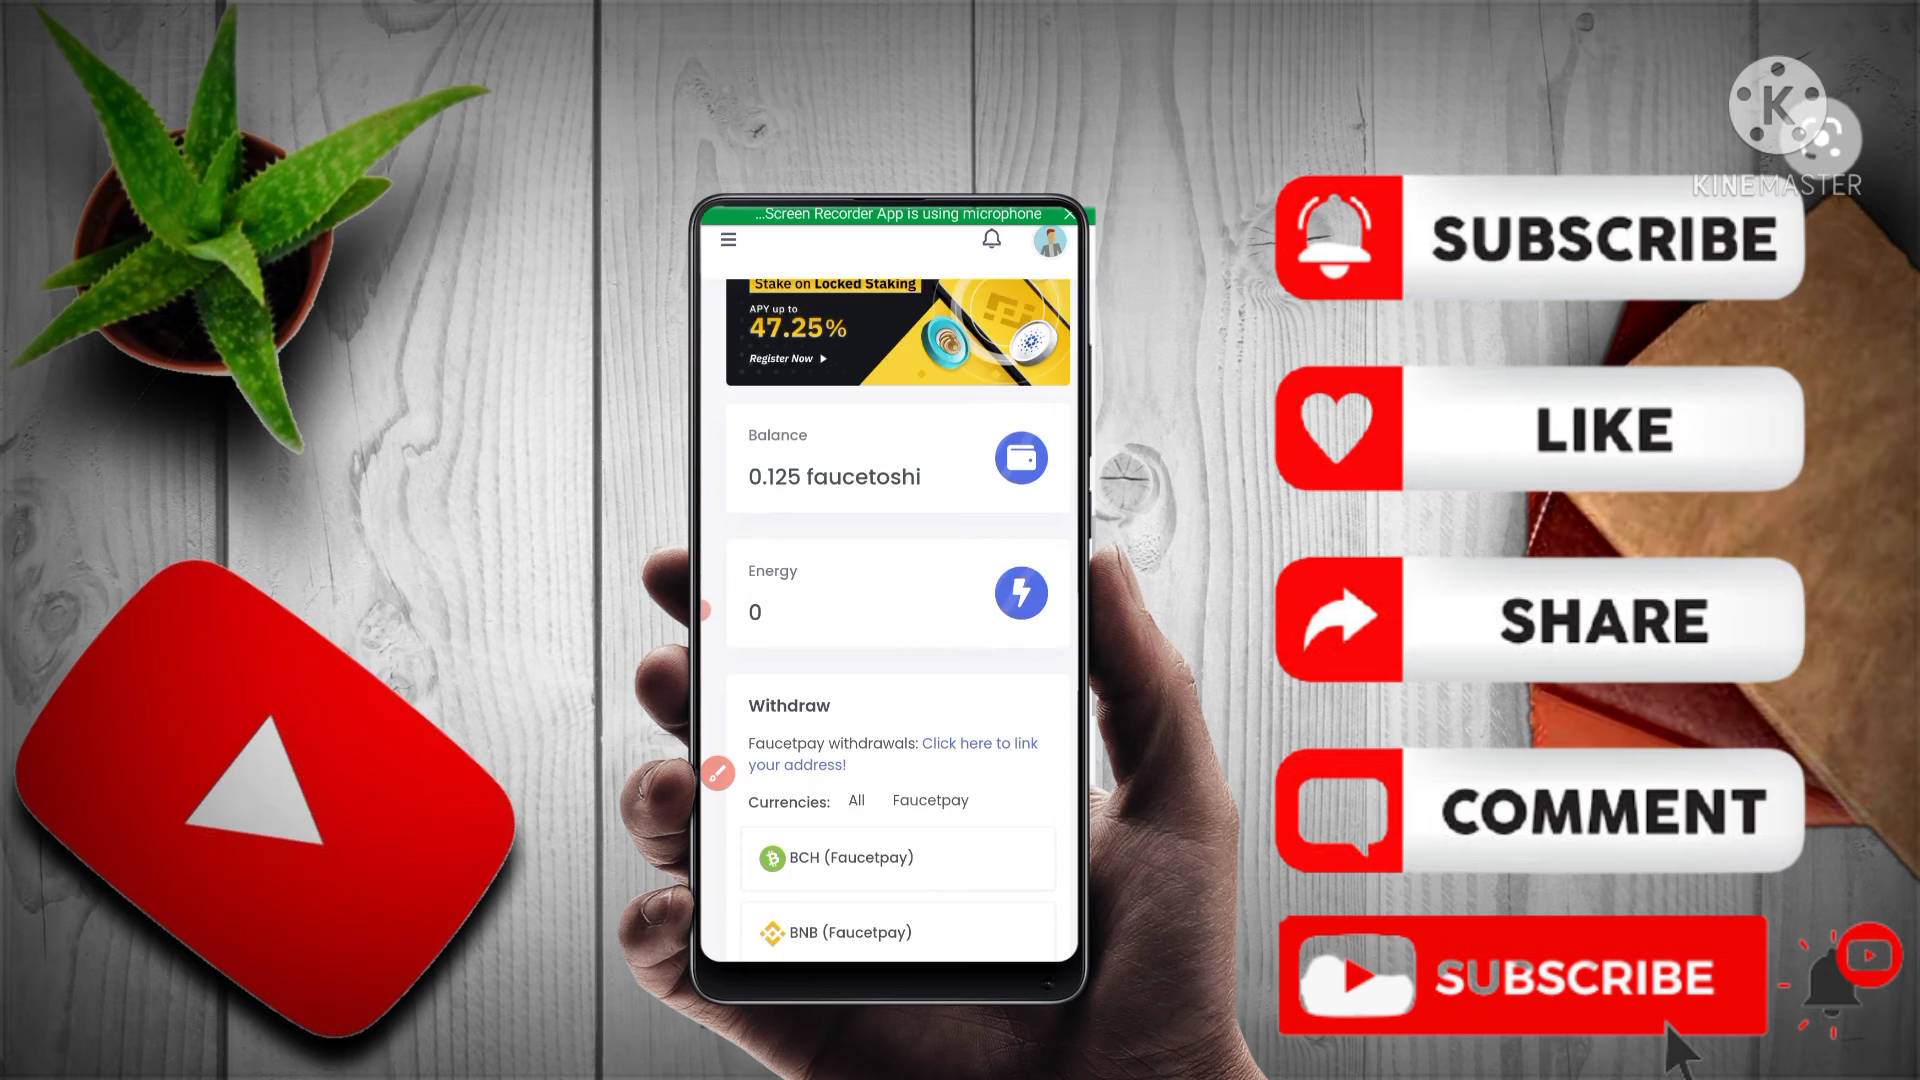 K
KINEMASTER
...Screen Recorder App is using microphone
Stake on Locked Staking
APY up to
47.25%
Register Now
Balance
0.125 faucetoshi
Energy
0
Withdraw
Faucetpay withdrawals: Click here to link
your address!
Currencies: All Faucetpay
BCH (Faucetpay)
BNB (Faucetpay)
SUBSCRIBE
LIKE
SHARE
COMMENT
SUBSCRIBE